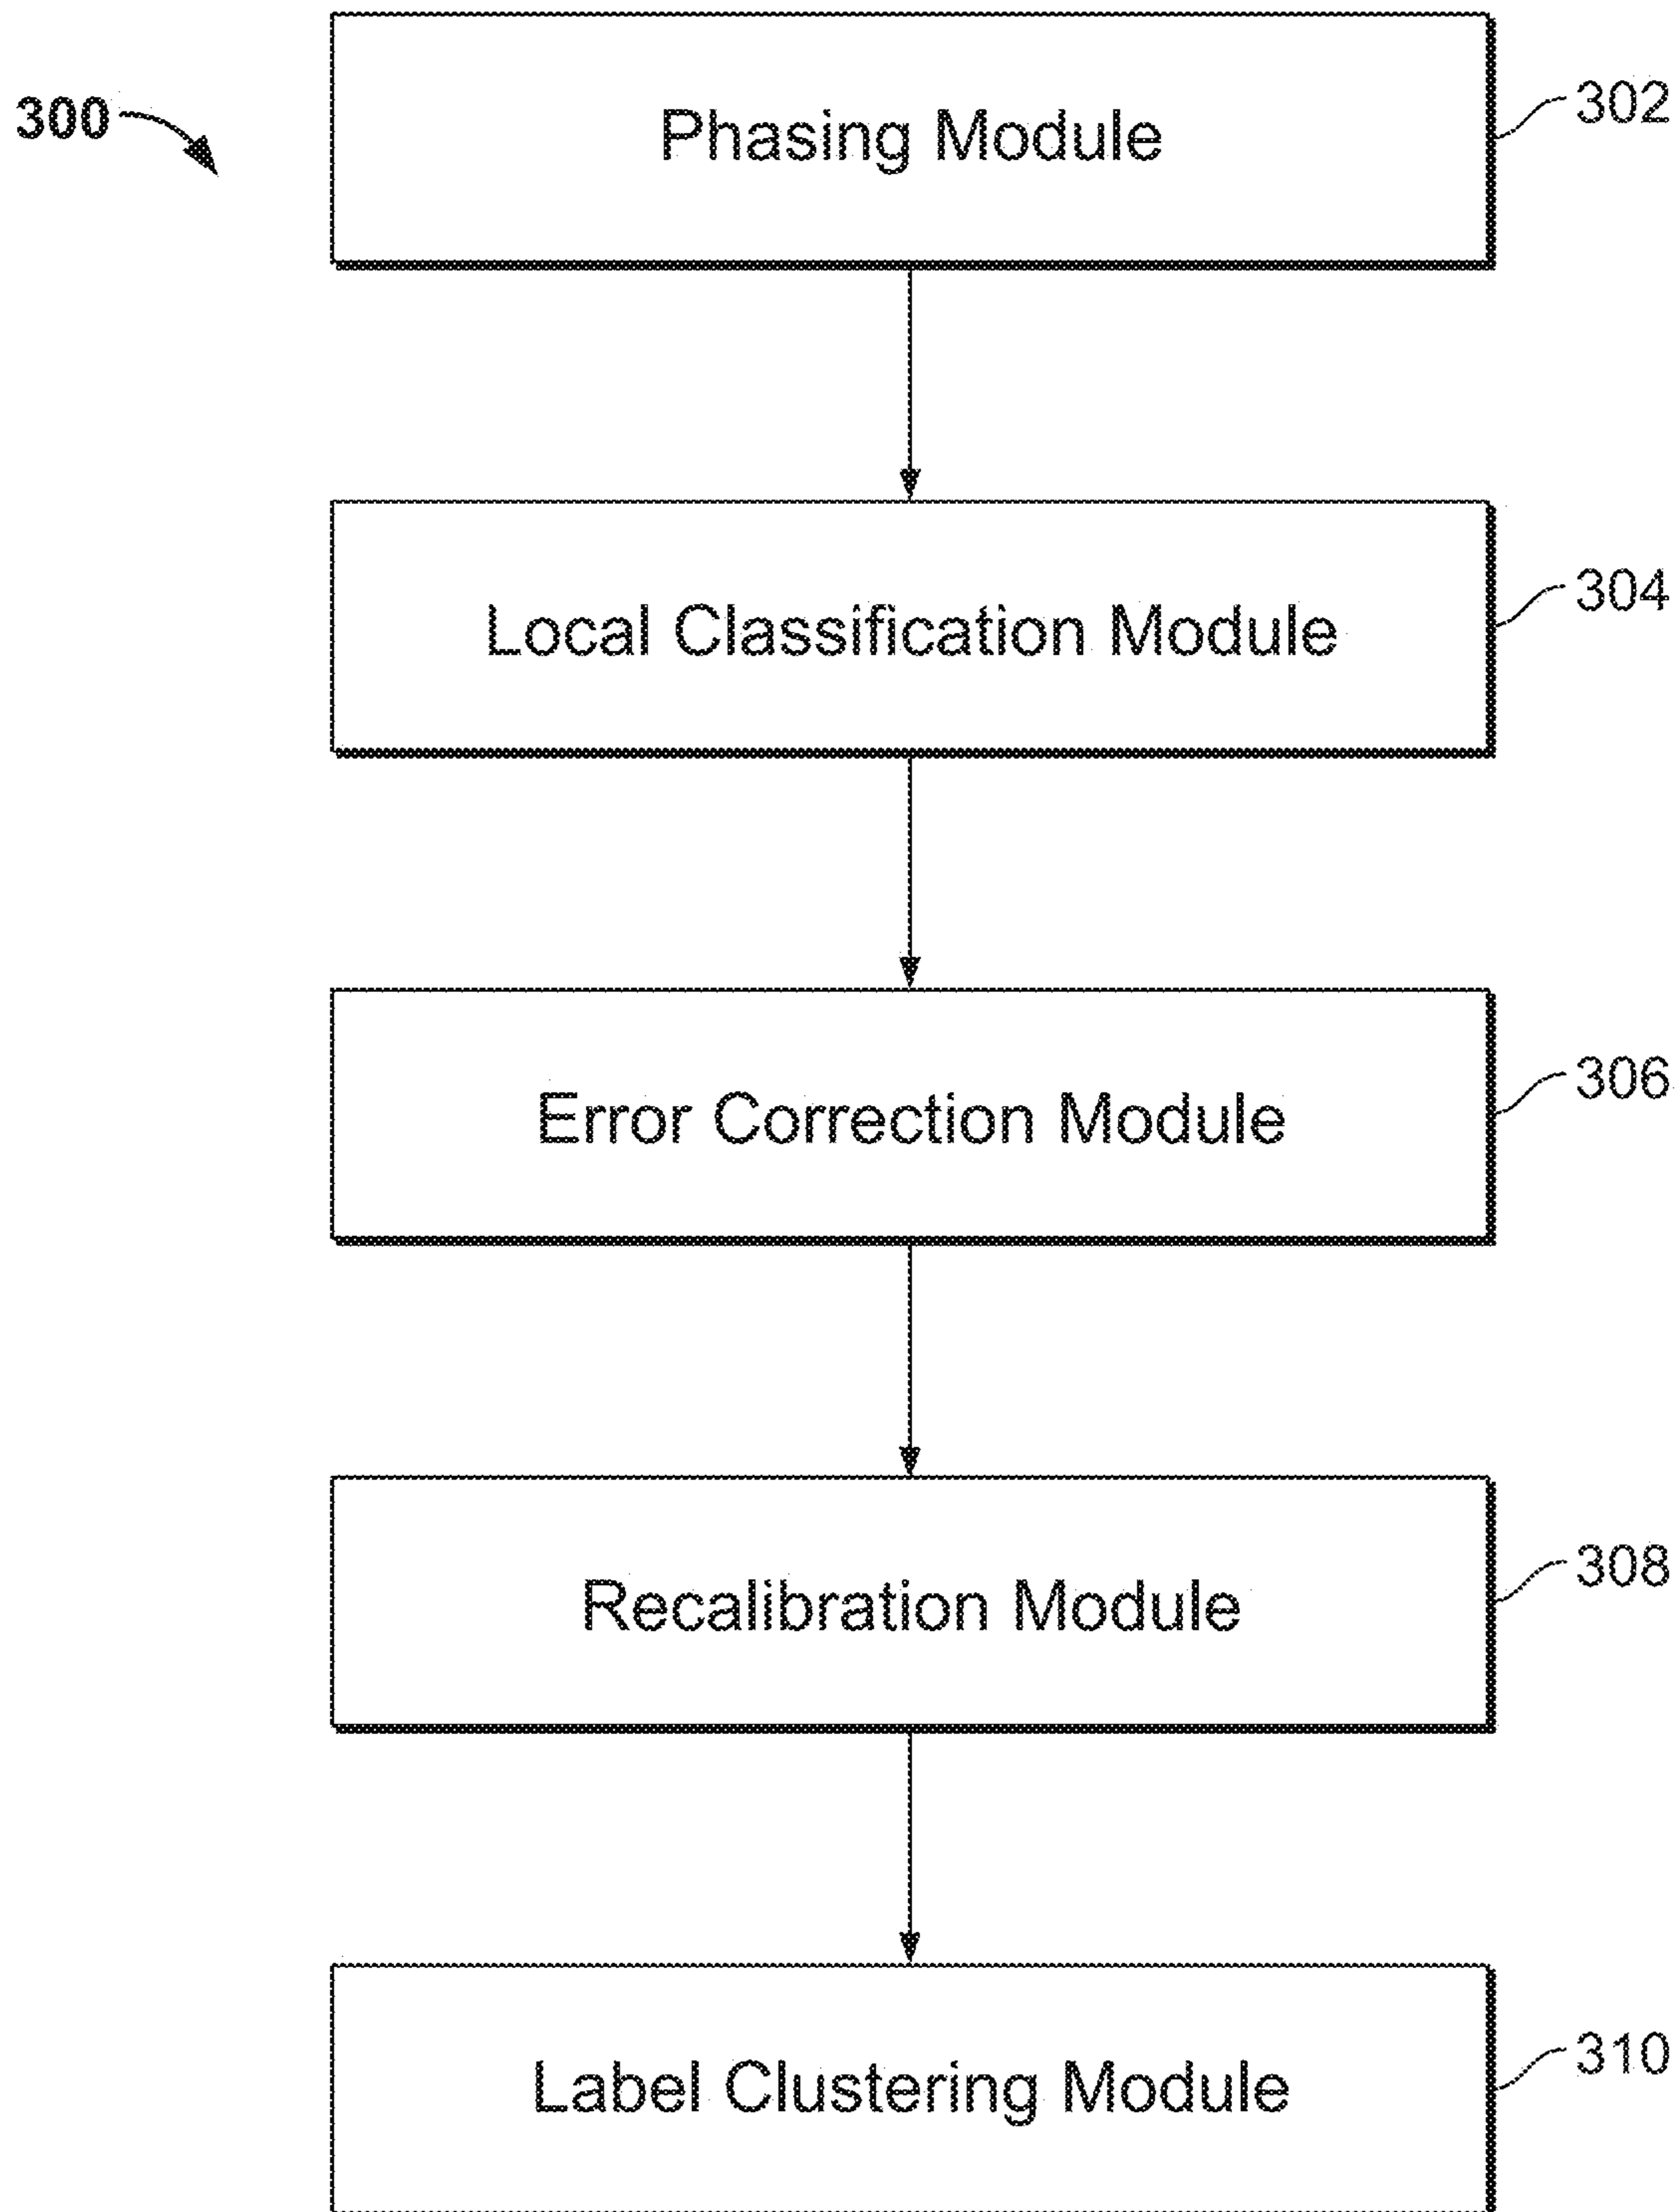 300
Phasing Module
302
Local Classification Module
304
Error Correction Module
306
Recalibration Module
308
Label Clustering Module
310